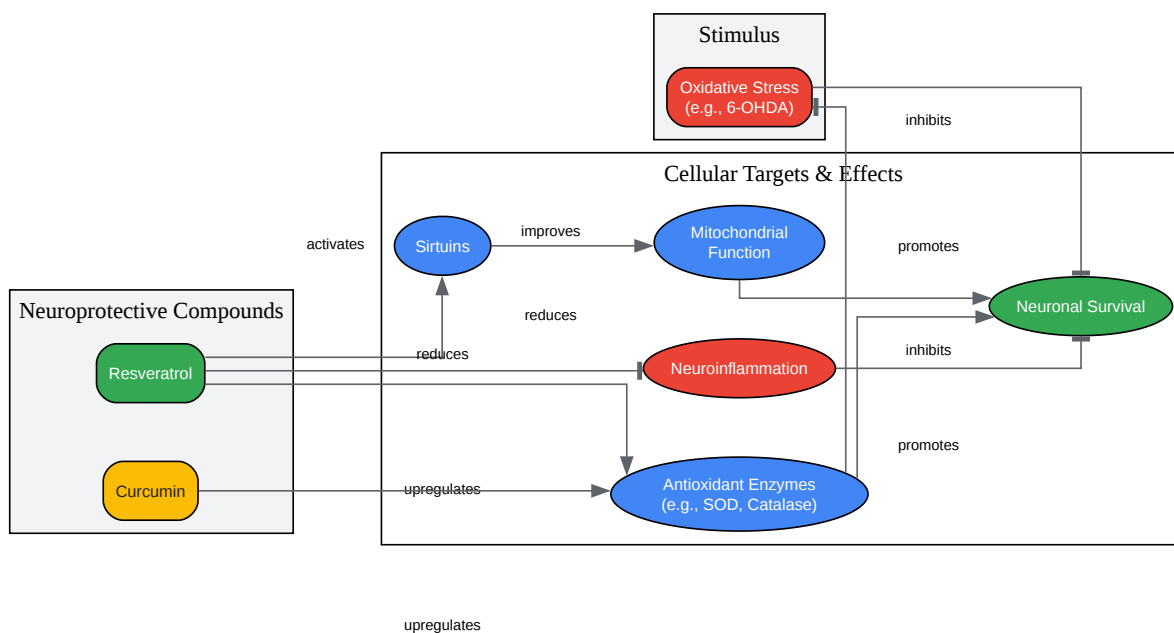 Stimulus
Oxidative Stress
(e.g., 6-OHDA)
inhibits
Cellular Targets & Effects
activates
Sirtuins
improves
Mitochondrial
Function
promotes
Neuroprotective Compounds
Neuronal Survival
reduces
reduces
inhibits
Resveratrol
Neuroinflammation
promotes
Curcumin
upregulates
Antioxidant Enzymes
(e.g., SOD, Catalase)
upregulates